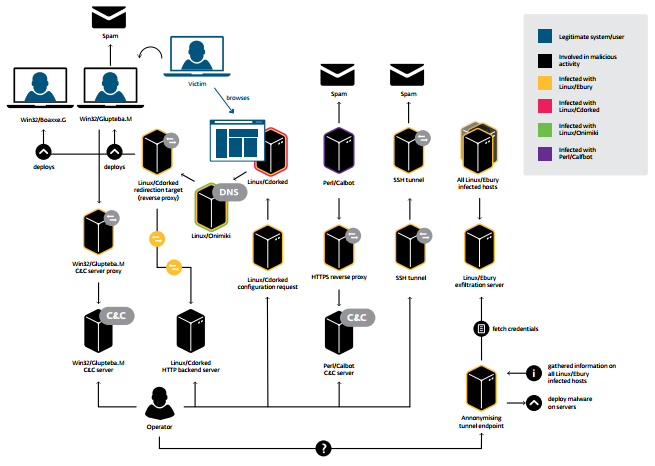 Spam
Win32/Boaxxe.G
Win32/Glupteba.M
Victim
browses
deploys
deploys
Linux/Cdorked
redirection target
(reverse proxy)
DNS
Linux/Onimiki
Linux/Cdorked
Spam
Perl/Calbot
Spam
SSH tunnel
All Linux/Ebury
infected hosts
Win32/Glupteba.M
C&C server proxy
Linux/Cdorked
configuration request
HTTPS reverse proxy
SSH tunnel
Linux/Ebury
exfiltration server
C&C
Win32/Glupteba.M
C&C server
Linux/Cdorked
HTTP backend server
C&C
Perl/Calbot
C&C server
fetch credentials
i
gathered information on
all Linux/Ebury
infected hosts
deploy malware
on servers
Annonymising
tunnel endpoint
Operator
?
Legitimate system/user
Involved in malicious
activity
Infected with
Linux/Ebury
Infected with
Linux/Cdorked
Infected with
Linux/Onimiki
Infected with
Perl/Calfbot